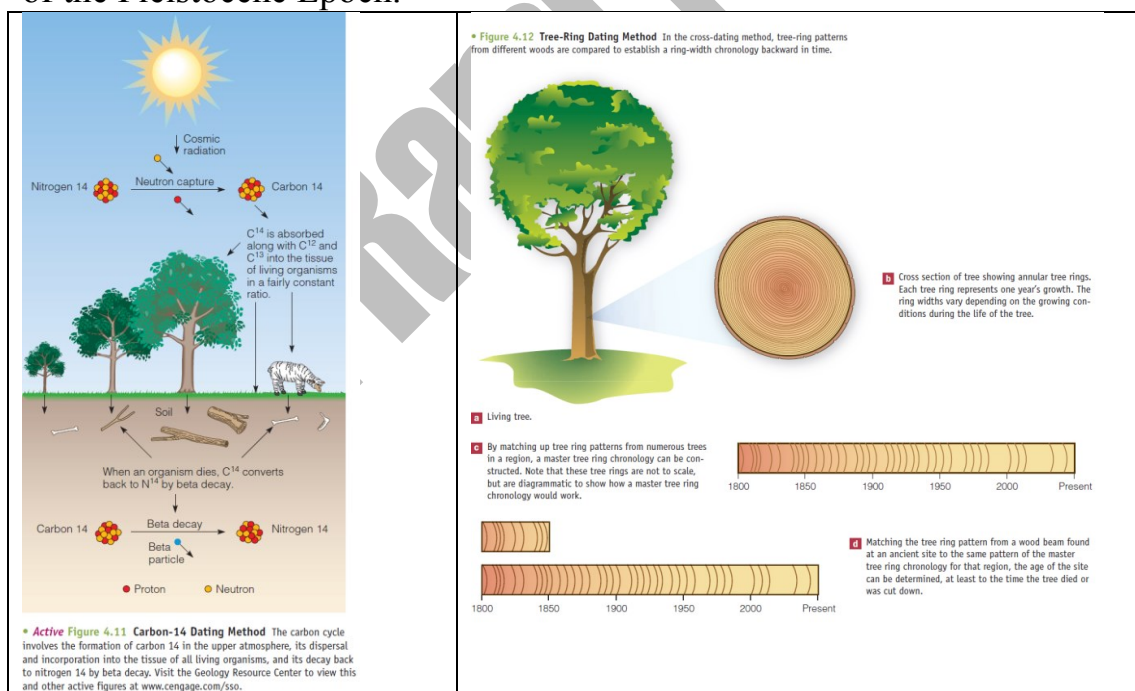 of the Pleistocene Epoch.
Cosmic
radiation
Nitrogen 14
Neutron capture
Carbon 14
C14 is absorbed
along with C12 and
C13 into the tissue
of living organisms
in a fairly constant
ratio.
Soil
When an organism dies, C14 converts
back to N14 by beta decay.
Carbon 14
Beta decay
Nitrogen 14
Beta
particle
Proton
Neutron
• Active Figure 4.11 Carbon-14 Dating Method The carbon cycle
involves the formation of carbon 14 in the upper atmosphere, its dispersal
and incorporation into the tissue of all living organisms, and its decay back
to nitrogen 14 by beta decay. Visit the Geology Resource Center to view this
and other active figures at www.cengage.com/sso.
• Figure 4.12 Tree-Ring Dating Method In the cross-dating method, tree-ring patterns
from different woods are compared to establish a ring-width chronology backward in time.
b Cross section of tree showing annular tree rings.
Each tree ring represents one year's growth. The
ring widths vary depending on the growing con-
ditions during the life of the tree.
a Living tree.
c By matching up tree ring patterns from numerous trees
in a region, a master tree ring chronology can be con-
structed. Note that these tree rings are not to scale,
but are diagrammatic to show how a master tree ring
chronology would work.
1800 1850 1900 1950 2000 Present
d Matching the tree ring pattern from a wood beam found
at an ancient site to the same pattern of the master
tree ring chronology for that region, the age of the site
can be determined, at least to the time the tree died or
was cut down.
1800 1850 1900 1950 2000 Present